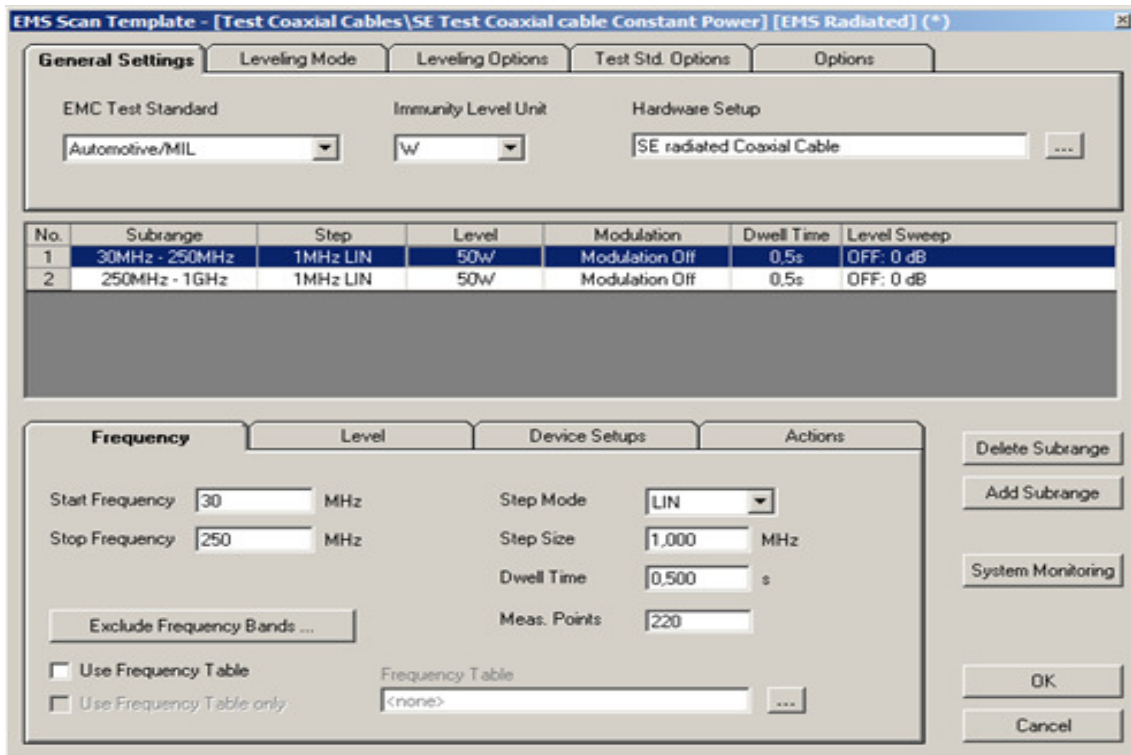 EMS Scan Template - [Test Coaxial Cables\SE Test Coaxial cable Constant Power] [EMS Radiated] (*)
General Settings Leveling Mode Leveling Options Test Std. Options Options
EMC Test Standard Immunity Level Unit Hardware Setup
Automotive/MIL W SE radiated Coaxial Cable ...
No. Subrange Step Level Modulation Dwell Time Level Sweep
1 30MHz - 250MHz 1MHz LIN 50W Modulation Off 0,5s OFF: 0 dB
2 250MHz - 1GHz 1MHz LIN 50W Modulation Off 0,5s OFF: 0 dB
Frequency Level Device Setups Actions
Delete Subrange
Start Frequency 30 MHz Step Mode LIN
Add Subrange
Stop Frequency 250 MHz Step Size 1,000 MHz
Dwell Time 0,500 s
System Monitoring
Exclude Frequency Bands ... Meas. Points 220
Use Frequency Table Frequency Table
Use Frequency Table only <none> ...
OK
Cancel